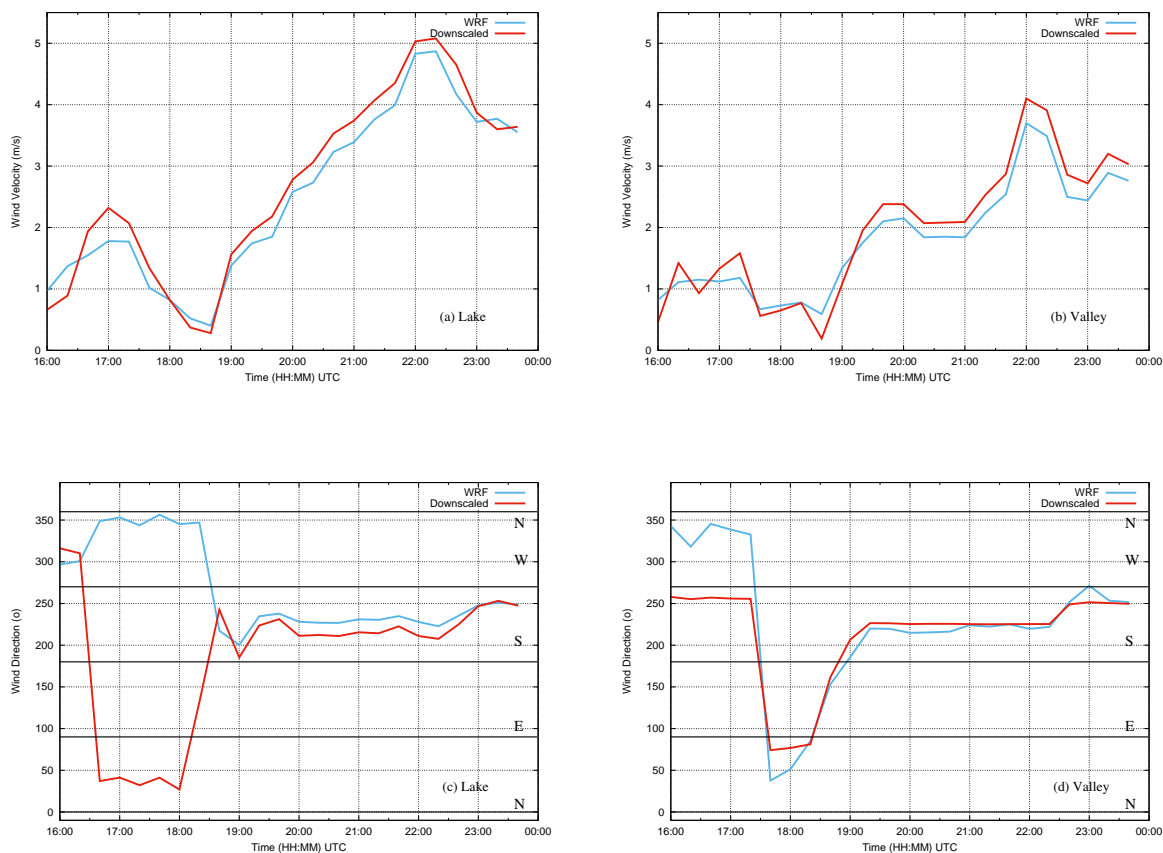 WRF
Downscaled
5
4
3
2
1
0
Wind Velocity (m/s)
(a) Lake
16:00 17:00 18:00 19:00 20:00 21:00 22:00 23:00 00:00
Time (HH:MM) UTC
WRF
Downscaled
5
4
3
2
1
0
Wind Velocity (m/s)
(b) Valley
16:00 17:00 18:00 19:00 20:00 21:00 22:00 23:00 00:00
Time (HH:MM) UTC
WRF
Downscaled
350
300
250
200
150
100
50
0
Wind Direction (o)
N
W
S
E
(c) Lake
N
16:00 17:00 18:00 19:00 20:00 21:00 22:00 23:00 00:00
Time (HH:MM) UTC
WRF
Downscaled
350
300
250
200
150
100
50
0
Wind Direction (o)
N
W
S
E
(d) Valley
N
16:00 17:00 18:00 19:00 20:00 21:00 22:00 23:00 00:00
Time (HH:MM) UTC